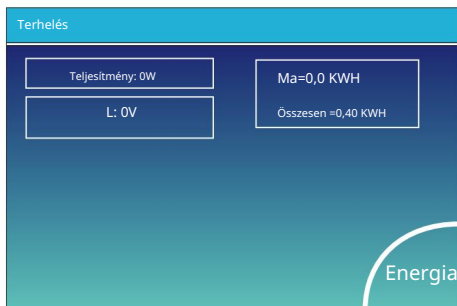 Terhelés
Teljesítmény: 0W
L: 0V
Ma=0,0 KWH
Összesen =0,40 KWH
Energia